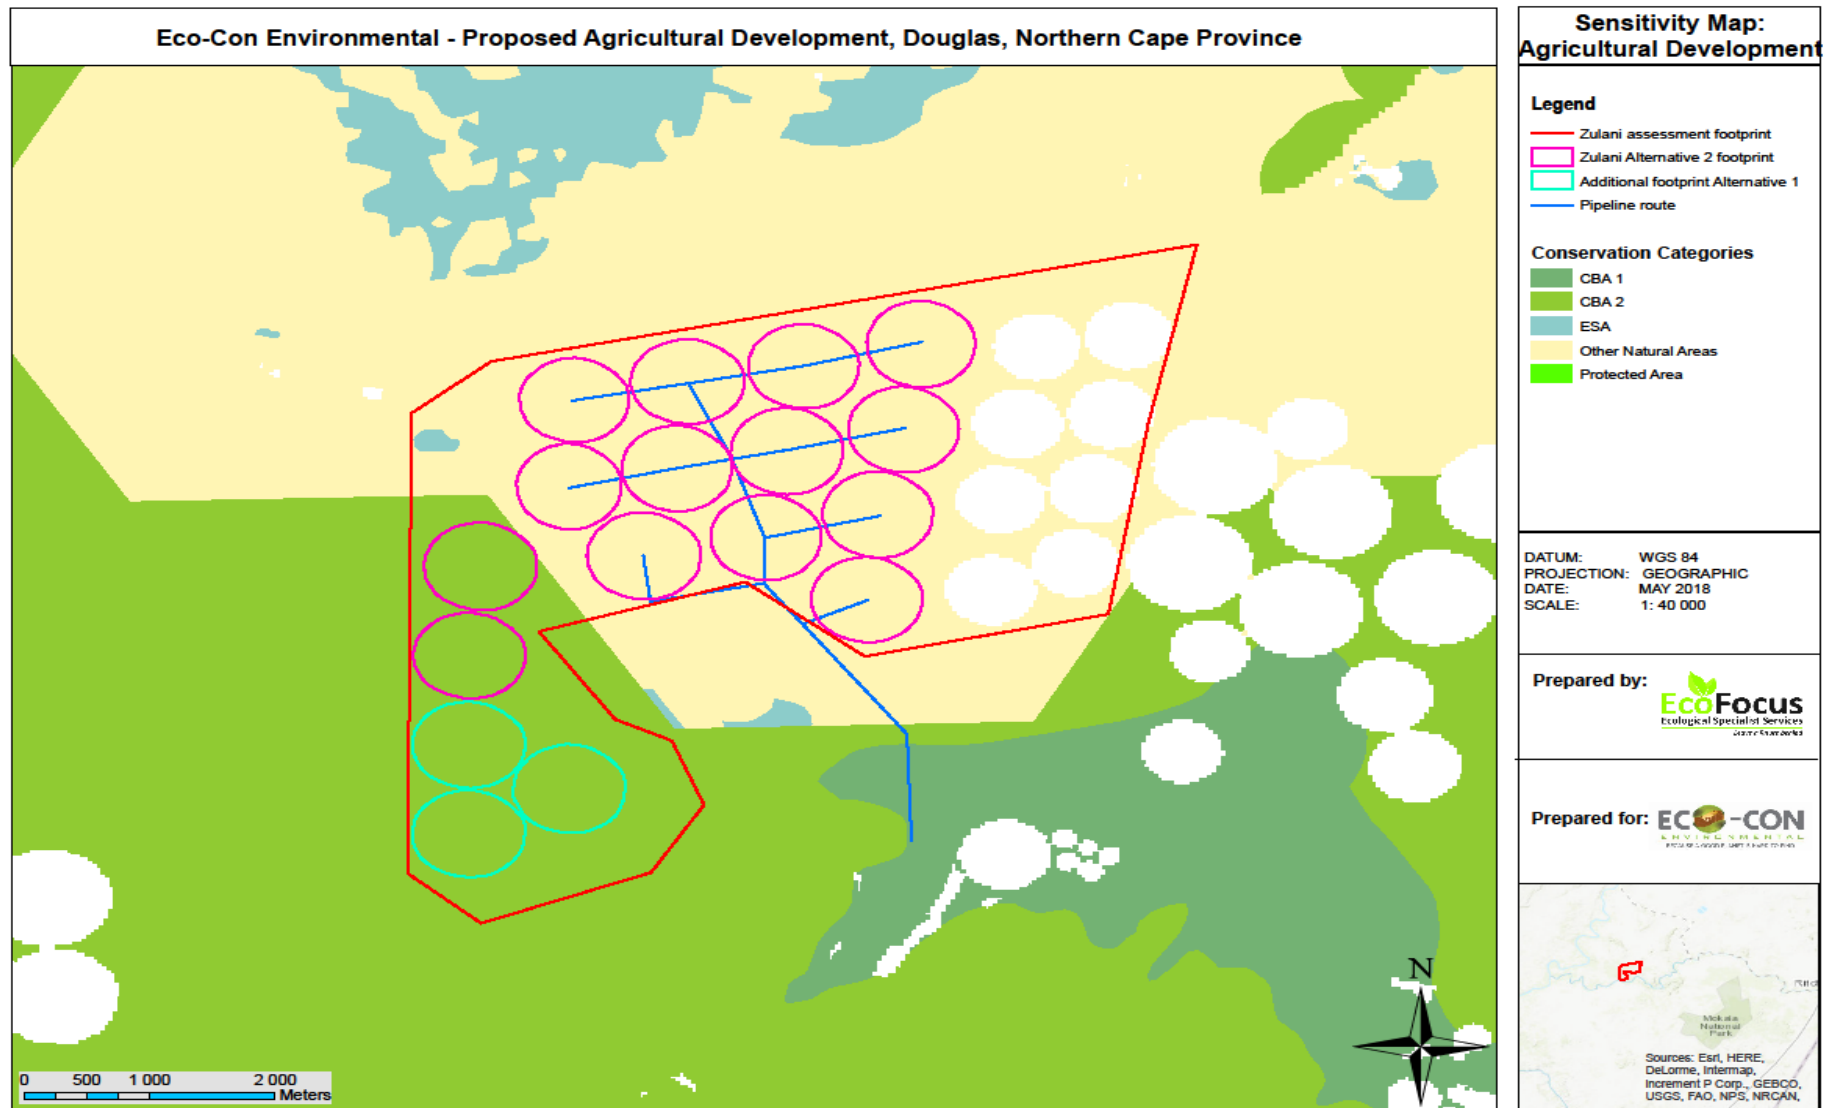 Eco-Con Environmental - Proposed Agricultural Development, Douglas, Northern Cape Province
Sensitivity Map:
Agricultural Development
Legend
Zulani assessment footprint
Zulani Alternative 2 footprint
Additional footprint Alternative 1
Pipeline route
Conservation Categories
CBA 1
CBA 2
ESA
Other Natural Areas
Protected Area
DATUM: WGS 84
PROJECTION: GEOGRAPHIC
DATE: MAY 2018
SCALE: 1: 40 000
Prepared by:
EcoFocus
Ecological Specialist Services
Prepared for:
ECO-CON
ENVIRONMENTAL
N
0 500 1 000 2 000
Meters
Mokala
National
Park
Sources: Esri, HERE,
DeLorme, Intermap,
Increment P Corp., GEBCO,
USGS, FAO, NPS, NRCAN,